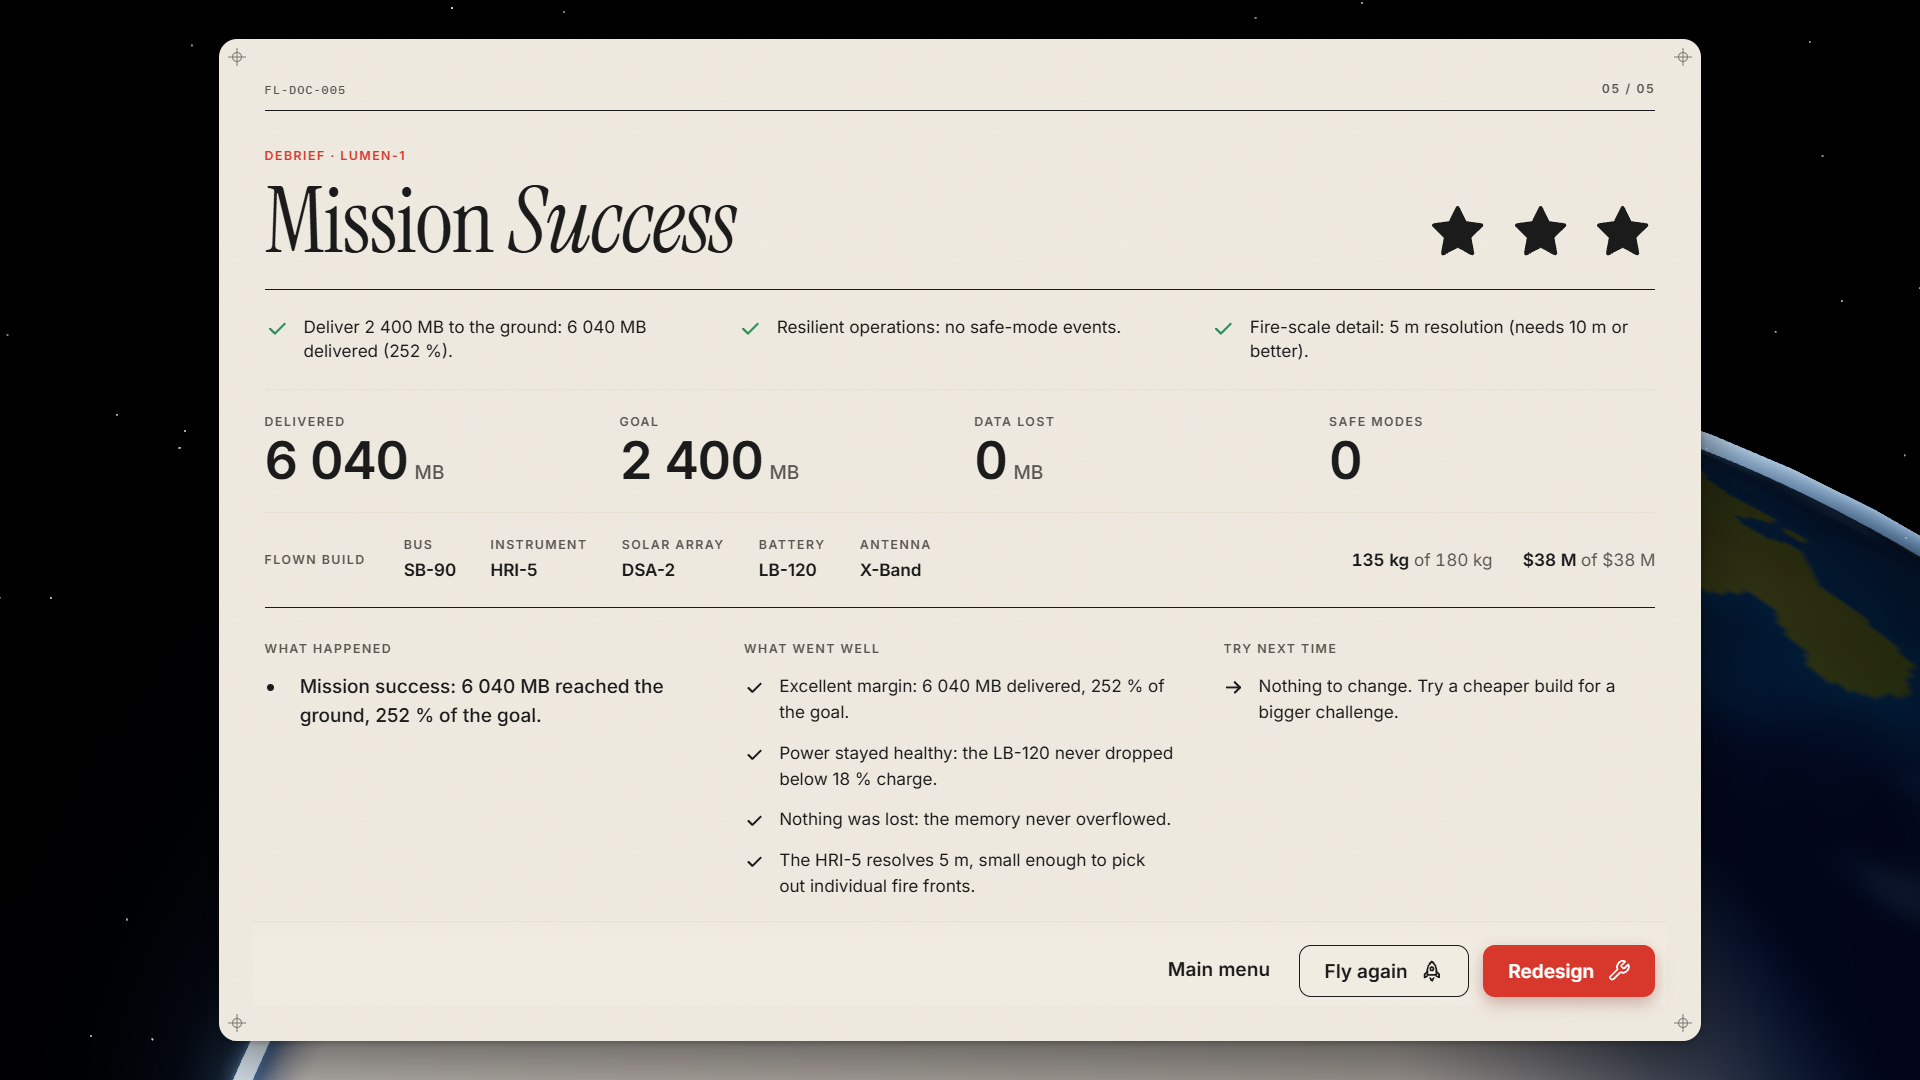 FL-DOC-005
05 / 05
DEBRIEF · LUMEN-1
Mission Success
Deliver 2 400 MB to the ground: 6 040 MB
delivered (252 %).
Resilient operations: no safe-mode events.
Fire-scale detail: 5 m resolution (needs 10 m or
better).
DELIVERED
6 040 MB
GOAL
2 400 MB
DATA LOST
0 MB
SAFE MODES
0
FLOWN BUILD
BUS
SB-90
INSTRUMENT
HRI-5
SOLAR ARRAY
DSA-2
BATTERY
LB-120
ANTENNA
X-Band
135 kg of 180 kg
$38 M of $38 M
WHAT HAPPENED
Mission success: 6 040 MB reached the
ground, 252 % of the goal.
WHAT WENT WELL
Excellent margin: 6 040 MB delivered, 252 % of
the goal.
Power stayed healthy: the LB-120 never dropped
below 18 % charge.
Nothing was lost: the memory never overflowed.
The HRI-5 resolves 5 m, small enough to pick
out individual fire fronts.
TRY NEXT TIME
Nothing to change. Try a cheaper build for a
bigger challenge.
Main menu
Fly again
Redesign